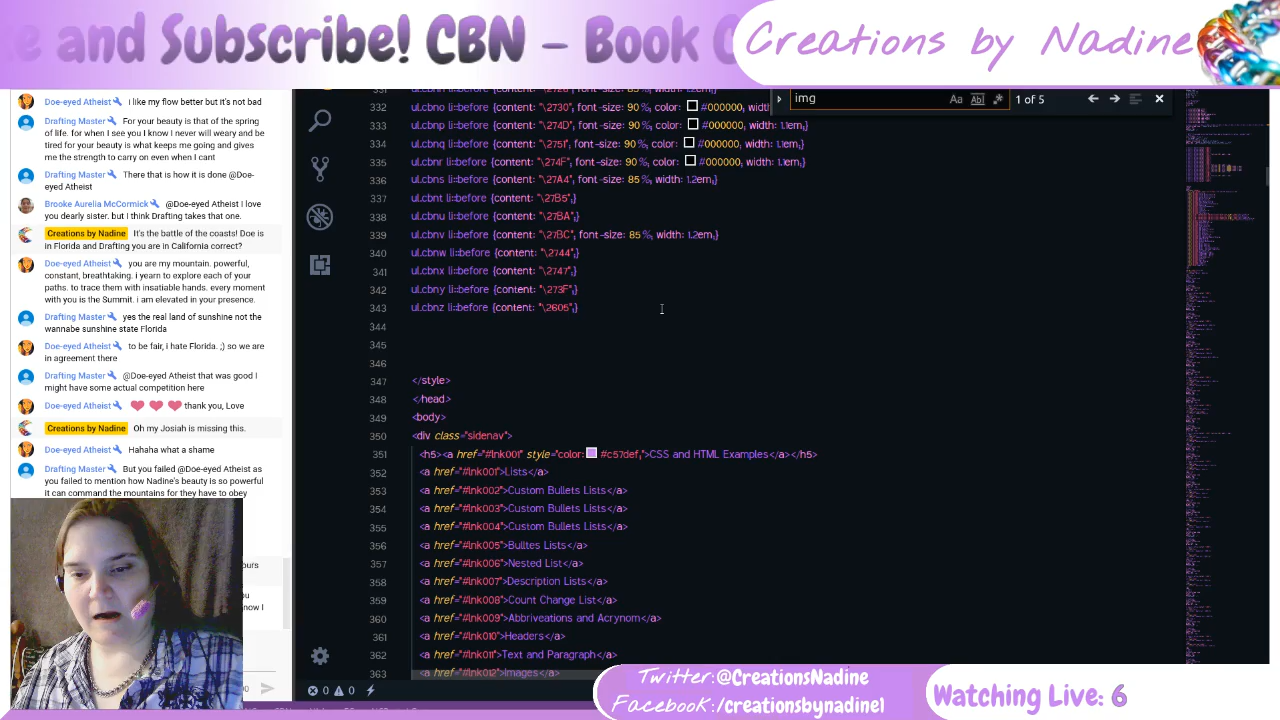 e and Subscribe! CBN - Book C
Creations by Nadine
Doe-eyed Atheist i like my flow better but it's not bad
Drafting Master For your beauty is that of the spring
of life. for when I see you I know I never will weary and be
tired for your beauty is what keeps me going and gives
me the strength to carry on even when I cant
Drafting Master There that is how it is done @Doe-
eyed Atheist
Brooke Aurelia McCormick @Doe-eyed Atheist I love
you dearly sister. but I think Drafting takes that one.
Creations by Nadine It's the battle of the coasts! Doe is
in Florida and Drafting you are in California correct?
Doe-eyed Atheist you are my mountain. powerful,
constant, breathtaking. i yearn to explore each of your
paths. to trace them with insatiable hands. every moment
with you is the Summit. i am elevated in your presence.
Drafting Master yes the real land of sunshine not the
wannabe sunshine state Florida
Doe-eyed Atheist to be fair, i hate Florida. ;) so we are
in agreement there
Drafting Master @Doe-eyed Atheist that was good I
might have some actual competition here
Doe-eyed Atheist ❤ ❤ ❤ thank you, Love
Creations by Nadine Oh my Josiah is missing this.
Doe-eyed Atheist Hahaha what a shame
Drafting Master But you failed @Doe-eyed Atheist as
you failed to mention how Nadine's beauty is so powerful
it can command the mountains for they have to obey
ours
now I
img
Aa Abl .* 1 of 5
332 ul.cbno li::before {content: "\2730"; font-size: 90%; color: #000000; widt
333 ul.cbnp li::before {content: "\274D"; font-size: 90%; color: #000000; width: 1.1em;}
334 ul.cbnq li::before {content: "\2751"; font-size: 90%; color: #000000; width: 1.1em;}
335 ul.cbnr li::before {content: "\274F"; font-size: 90%; color: #000000; width: 1.1em;}
336 ul.cbns li::before {content: "\27A4"; font-size: 85%; width: 1.2em;}
337 ul.cbnt li::before {content: "\27B5";}
338 ul.cbnu li::before {content: "\27BA";}
339 ul.cbnv li::before {content: "\27BC"; font-size: 85%; width: 1.2em;}
340 ul.cbnw li::before {content: "\2744";}
341 ul.cbnx li::before {content: "\2747";}
342 ul.cbny li::before {content: "\273F";}
343 ul.cbnz li::before {content: "\2605";}
344
345
346
347 </style>
348 </head>
349 <body>
350 <div class="sidenav">
351 <h5><a href="#lnk001" style="color: #c57def;">CSS and HTML Examples</a></h5>
352 <a href="#lnk001">Lists</a>
353 <a href="#lnk002">Custom Bullets Lists</a>
354 <a href="#lnk003">Custom Bullets Lists</a>
355 <a href="#lnk004">Custom Bullets Lists</a>
356 <a href="#lnk005">Bulltes Lists</a>
357 <a href="#lnk006">Nested List</a>
358 <a href="#lnk007">Description Lists</a>
359 <a href="#lnk008">Count Change List</a>
360 <a href="#lnk009">Abbriveations and Acrynom</a>
361 <a href="#lnk010">Headers</a>
362 <a href="#lnk011">Text and Paragraph</a>
363 <a href="#lnk012">Images</a>
0 0
Twitter:@CreationsNadine
Facebook:/creationsbynadine1
Watching Live: 6